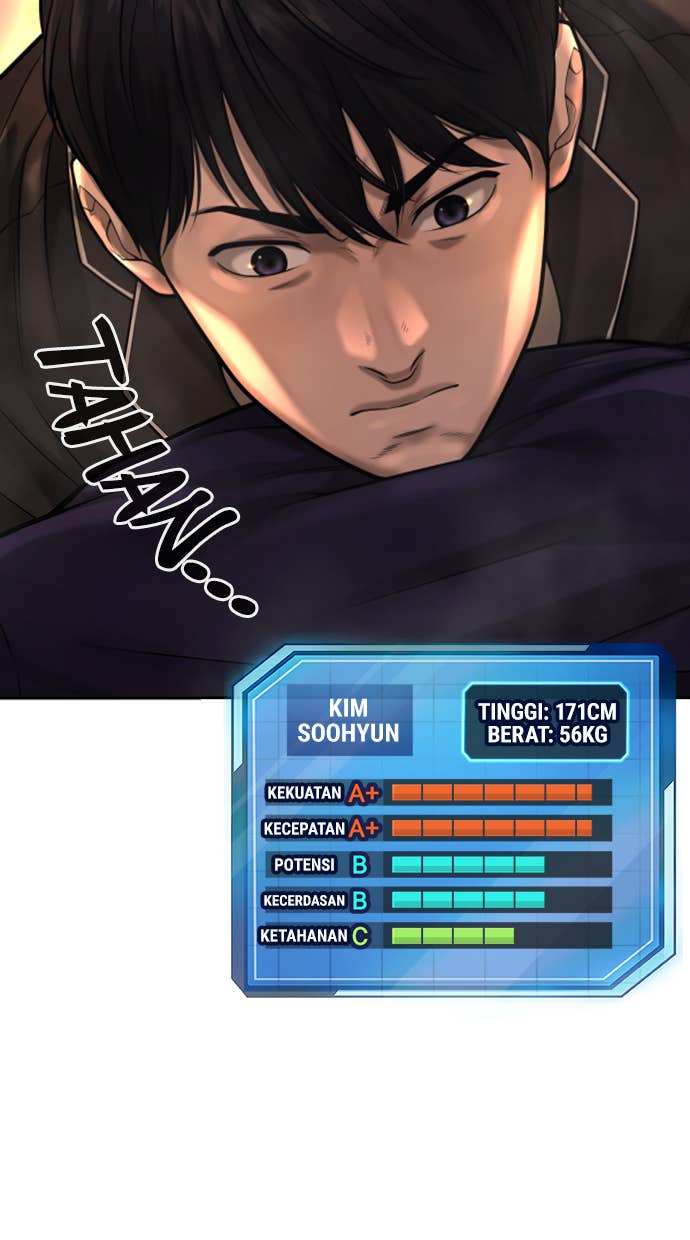 TAHAN...
KIM
SOOHYUN
TINGGI: 171CM
BERAT: 56KG
KEKUATAN A+
KECEPATAN A+
POTENSI B
KECERDASAN B
KETAHANAN C